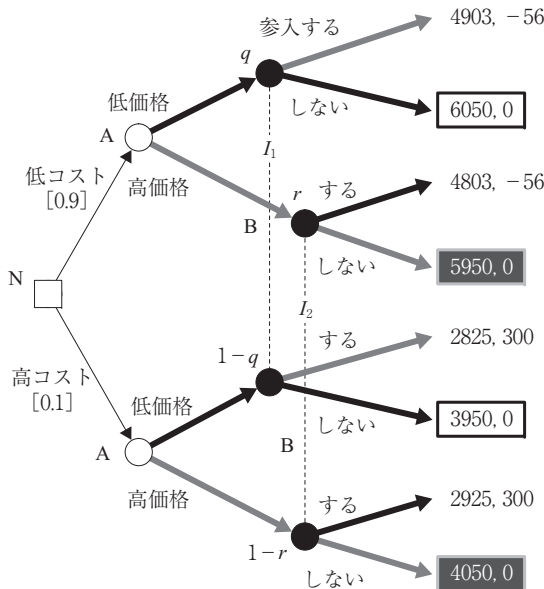 参入する
4903, −56
q
低価格
しない
6050, 0
A
I₁
低コスト
[0.9]
高価格
r
する
4803, −56
B
しない
5950, 0
N
I₂
する
2825, 300
1−q
高コスト
[0.1]
低価格
しない
3950, 0
A
B
高価格
する
2925, 300
1−r
しない
4050, 0